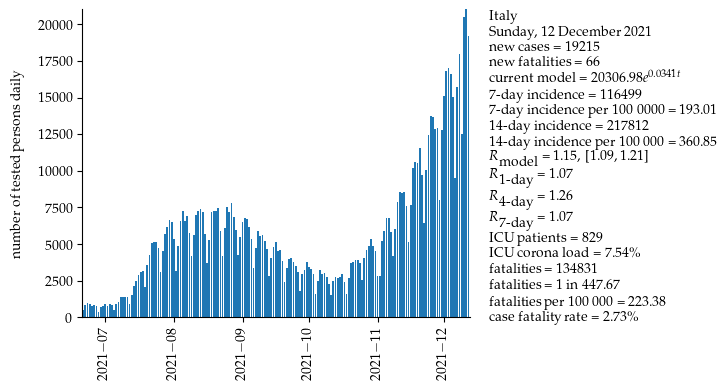 number of tested persons daily
20000
17500
15000
12500
10000
7500
5000
2500
0
2021−07
2021−08
2021−09
2021−10
2021−11
2021−12
Italy
Sunday, 12 December 2021
new cases = 19215
new fatalities = 66
current model = 20306.98e^0.0341t
7-day incidence = 116499
7-day incidence per 100 0000 = 193.01
14-day incidence = 217812
14-day incidence per 100 000 = 360.85
R_model = 1.15, [1.09, 1.21]
R_1-day = 1.07
R_4-day = 1.26
R_7-day = 1.07
ICU patients = 829
ICU corona load = 7.54%
fatalities = 134831
fatalities = 1 in 447.67
fatalities per 100 000 = 223.38
case fatality rate = 2.73%